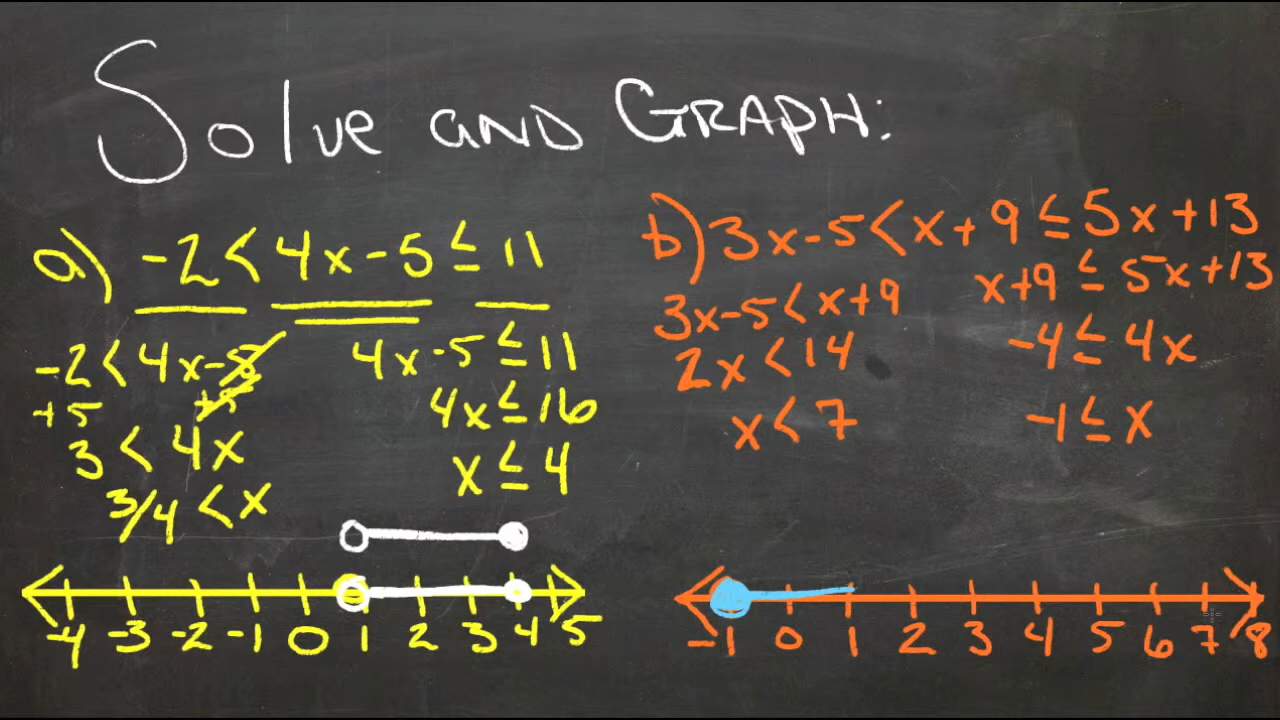 Solve and Graph:
a) -2 < 4x - 5 ≤ 11
-2 < 4x - 5
+5 +5
3 < 4x
3/4 < x
4x - 5 ≤ 11
4x ≤ 16
x ≤ 4
-4 -3 -2 -1 0 1 2 3 4 5
b) 3x - 5 < x + 9 ≤ 5x + 13
3x - 5 < x + 9
2x < 14
x < 7
x + 9 ≤ 5x + 13
-4 ≤ 4x
-1 ≤ x
-1 0 1 2 3 4 5 6 7 8